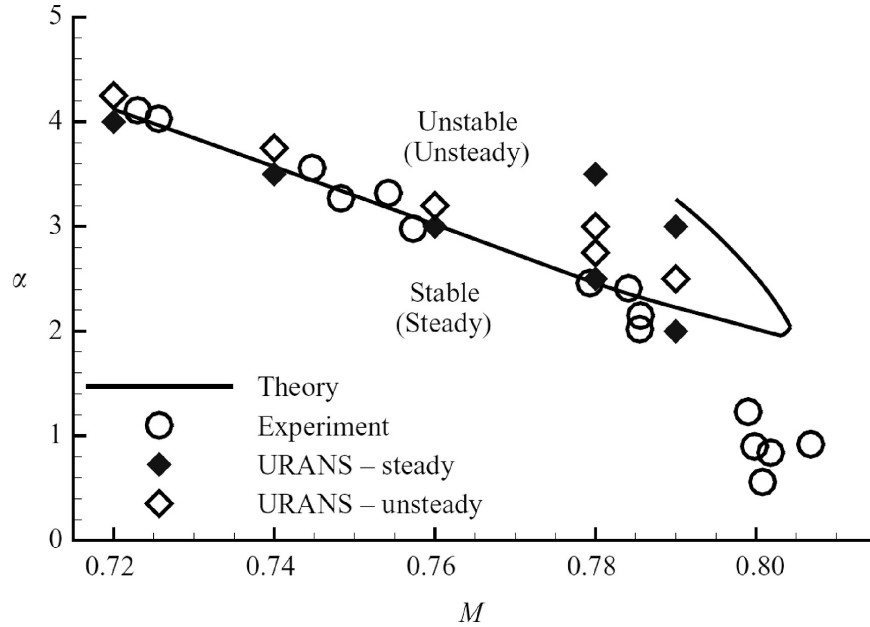 5
4
3
2
1
0
α
Unstable
(Unsteady)
Stable
(Steady)
Theory
Experiment
URANS – steady
URANS – unsteady
0.72 0.74 0.76 0.78 0.80
M